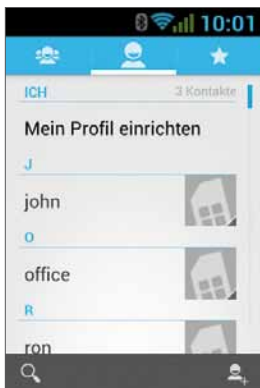 10:01
ICH 3 Kontakte
Mein Profil einrichten
J
john
O
office
R
ron